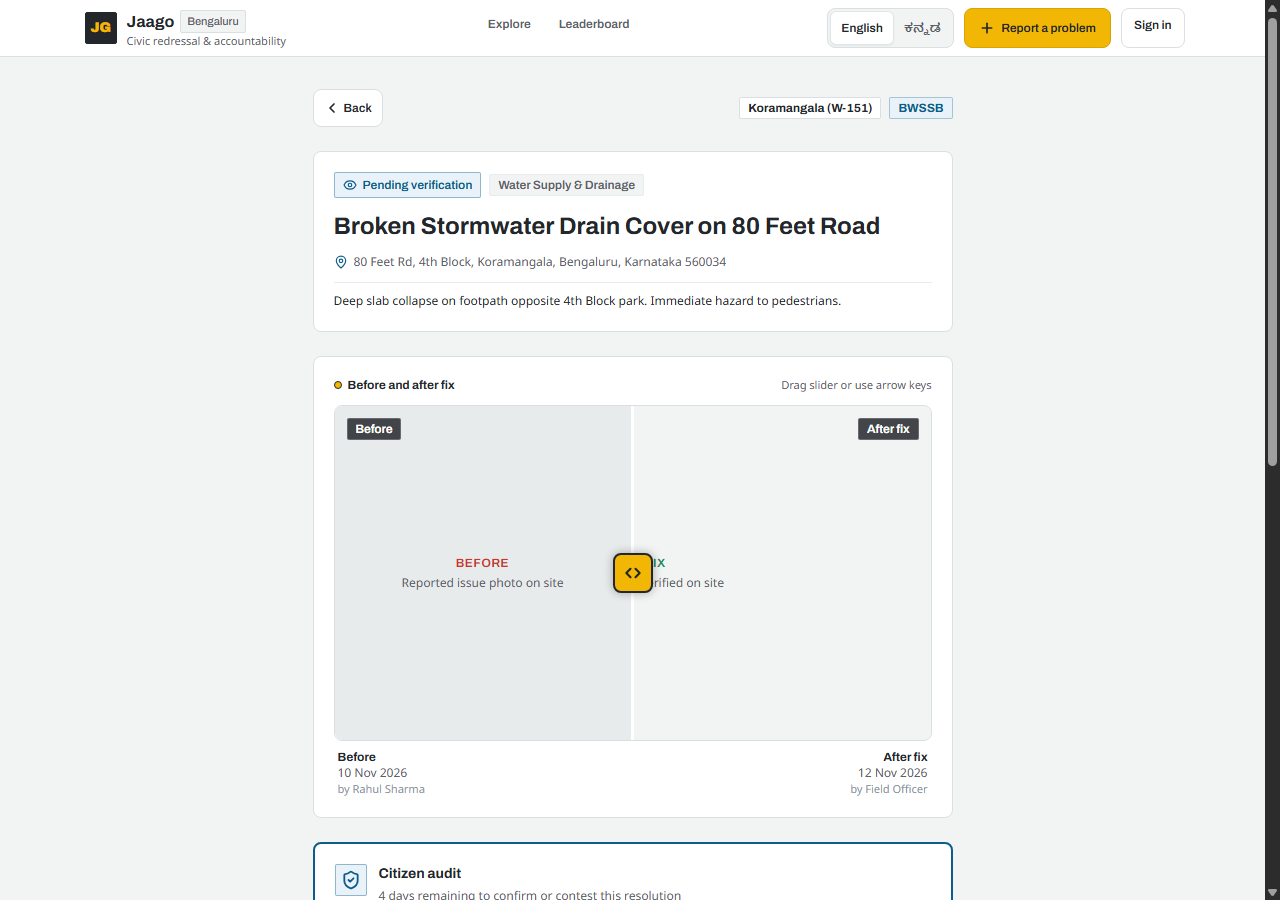 JG
Jaago
Bengaluru
Civic redressal & accountability
Explore
Leaderboard
English
ಕನ್ನಡ
Report a problem
Sign in
Back
Koramangala (W-151)
BWSSB
Pending verification
Water Supply & Drainage
Broken Stormwater Drain Cover on 80 Feet Road
80 Feet Rd, 4th Block, Koramangala, Bengaluru, Karnataka 560034
Deep slab collapse on footpath opposite 4th Block park. Immediate hazard to pedestrians.
Before and after fix
Drag slider or use arrow keys
Before
After fix
BEFORE
IX
Reported issue photo on site
rified on site
Before
After fix
10 Nov 2026
12 Nov 2026
by Rahul Sharma
by Field Officer
Citizen audit
4 days remaining to confirm or contest this resolution